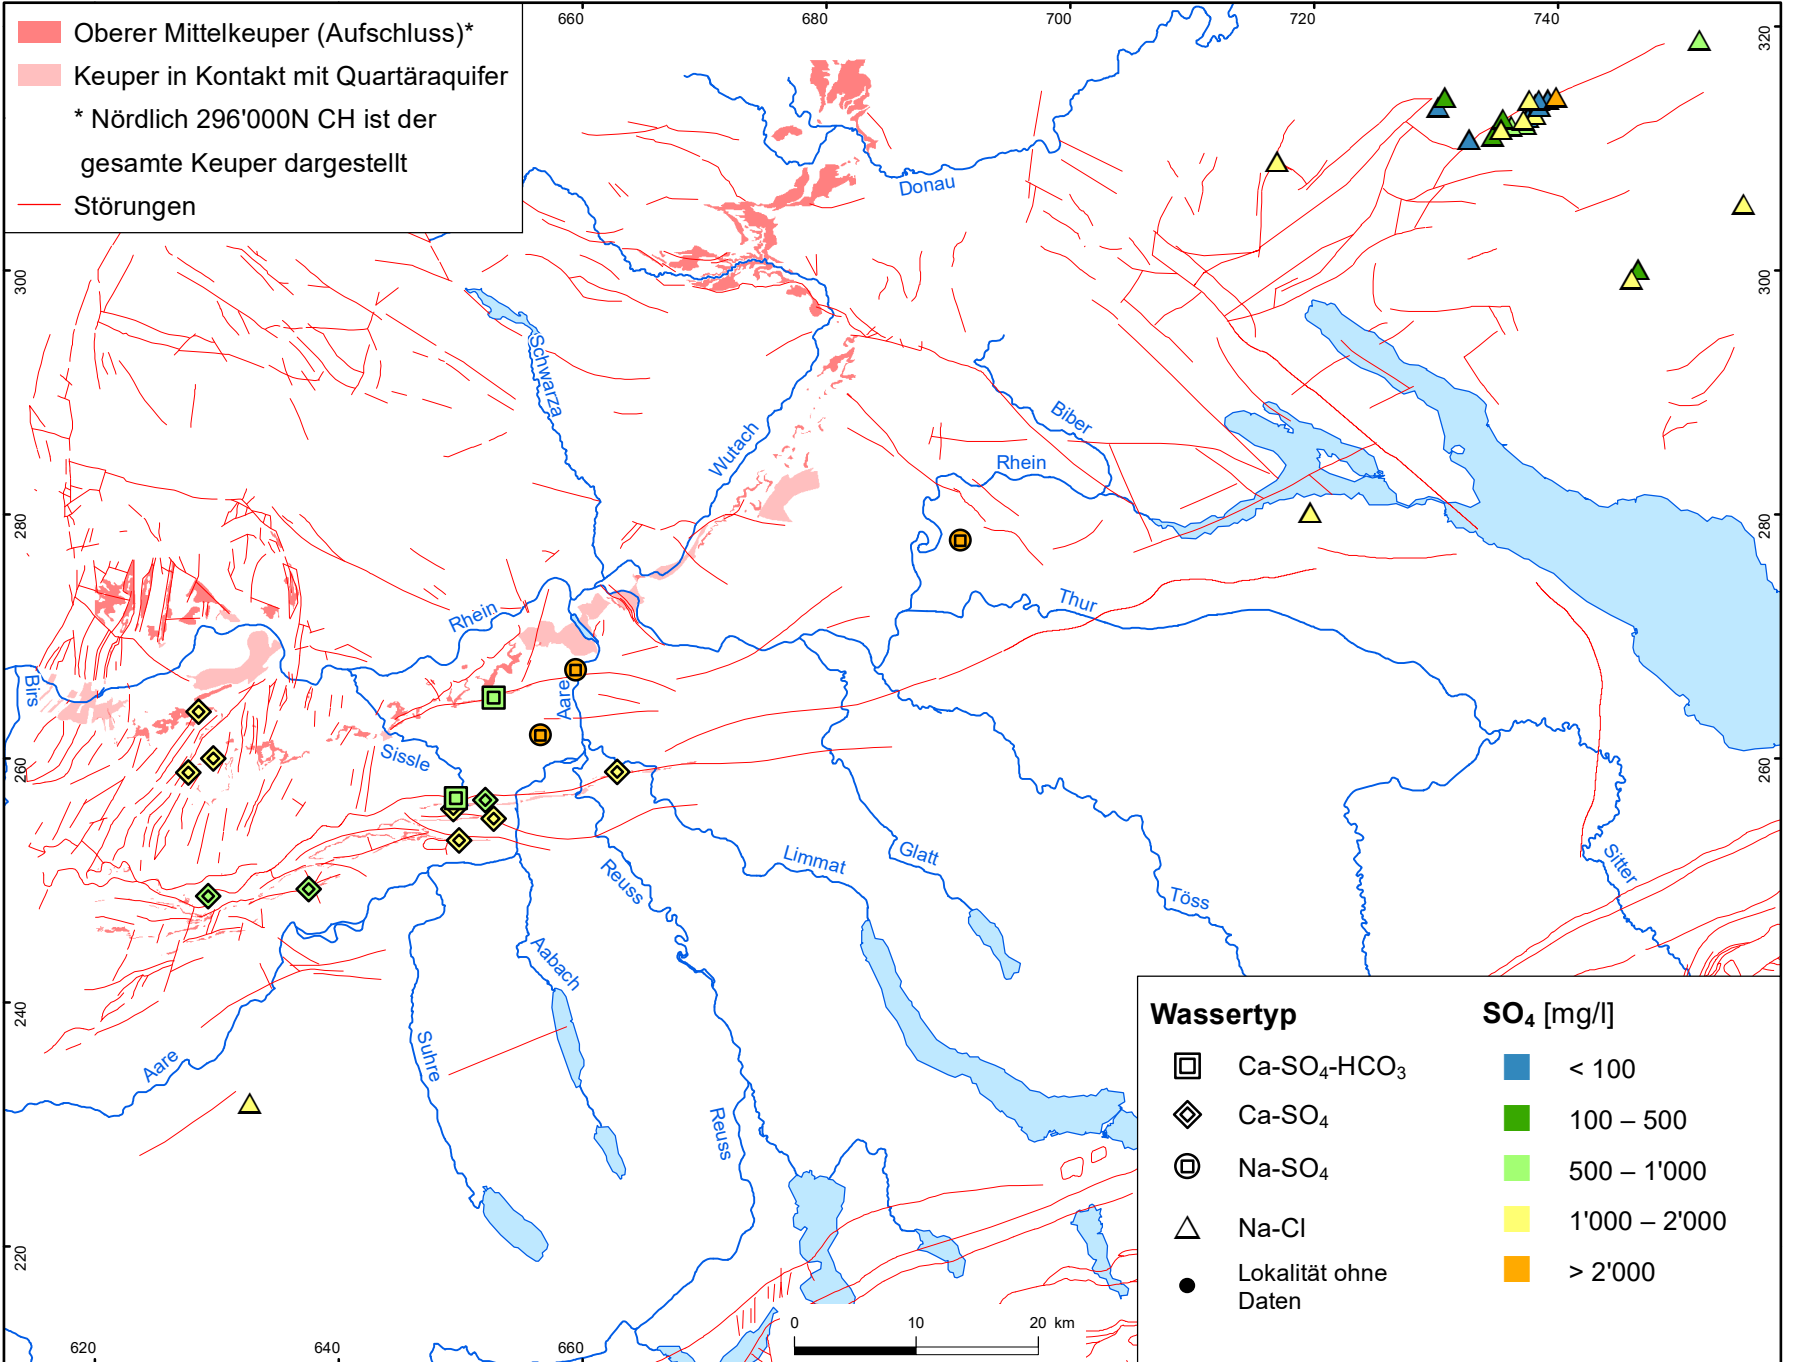 660
680
700
720
740
320
Oberer Mittelkeuper (Aufschluss)*
Keuper in Kontakt mit Quartäraquifer
* Nördlich 296'000N CH ist der
gesamte Keuper dargestellt
Störungen
Donau
300
300
Schwarza
Wutach
Biber
Rhein
280
280
Rhein
Thur
Birs
Aare
Sissle
260
260
Reuss
Limmat
Glatt
Töss
Sitter
Aabach
240
Aare
Suhre
Reuss
220
Wassertyp
Ca-SO₄-HCO₃
Ca-SO₄
Na-SO₄
Na-Cl
Lokalität ohne
Daten
SO₄ [mg/l]
< 100
100 – 500
500 – 1'000
1'000 – 2'000
> 2'000
0
10
20 km
620
640
660